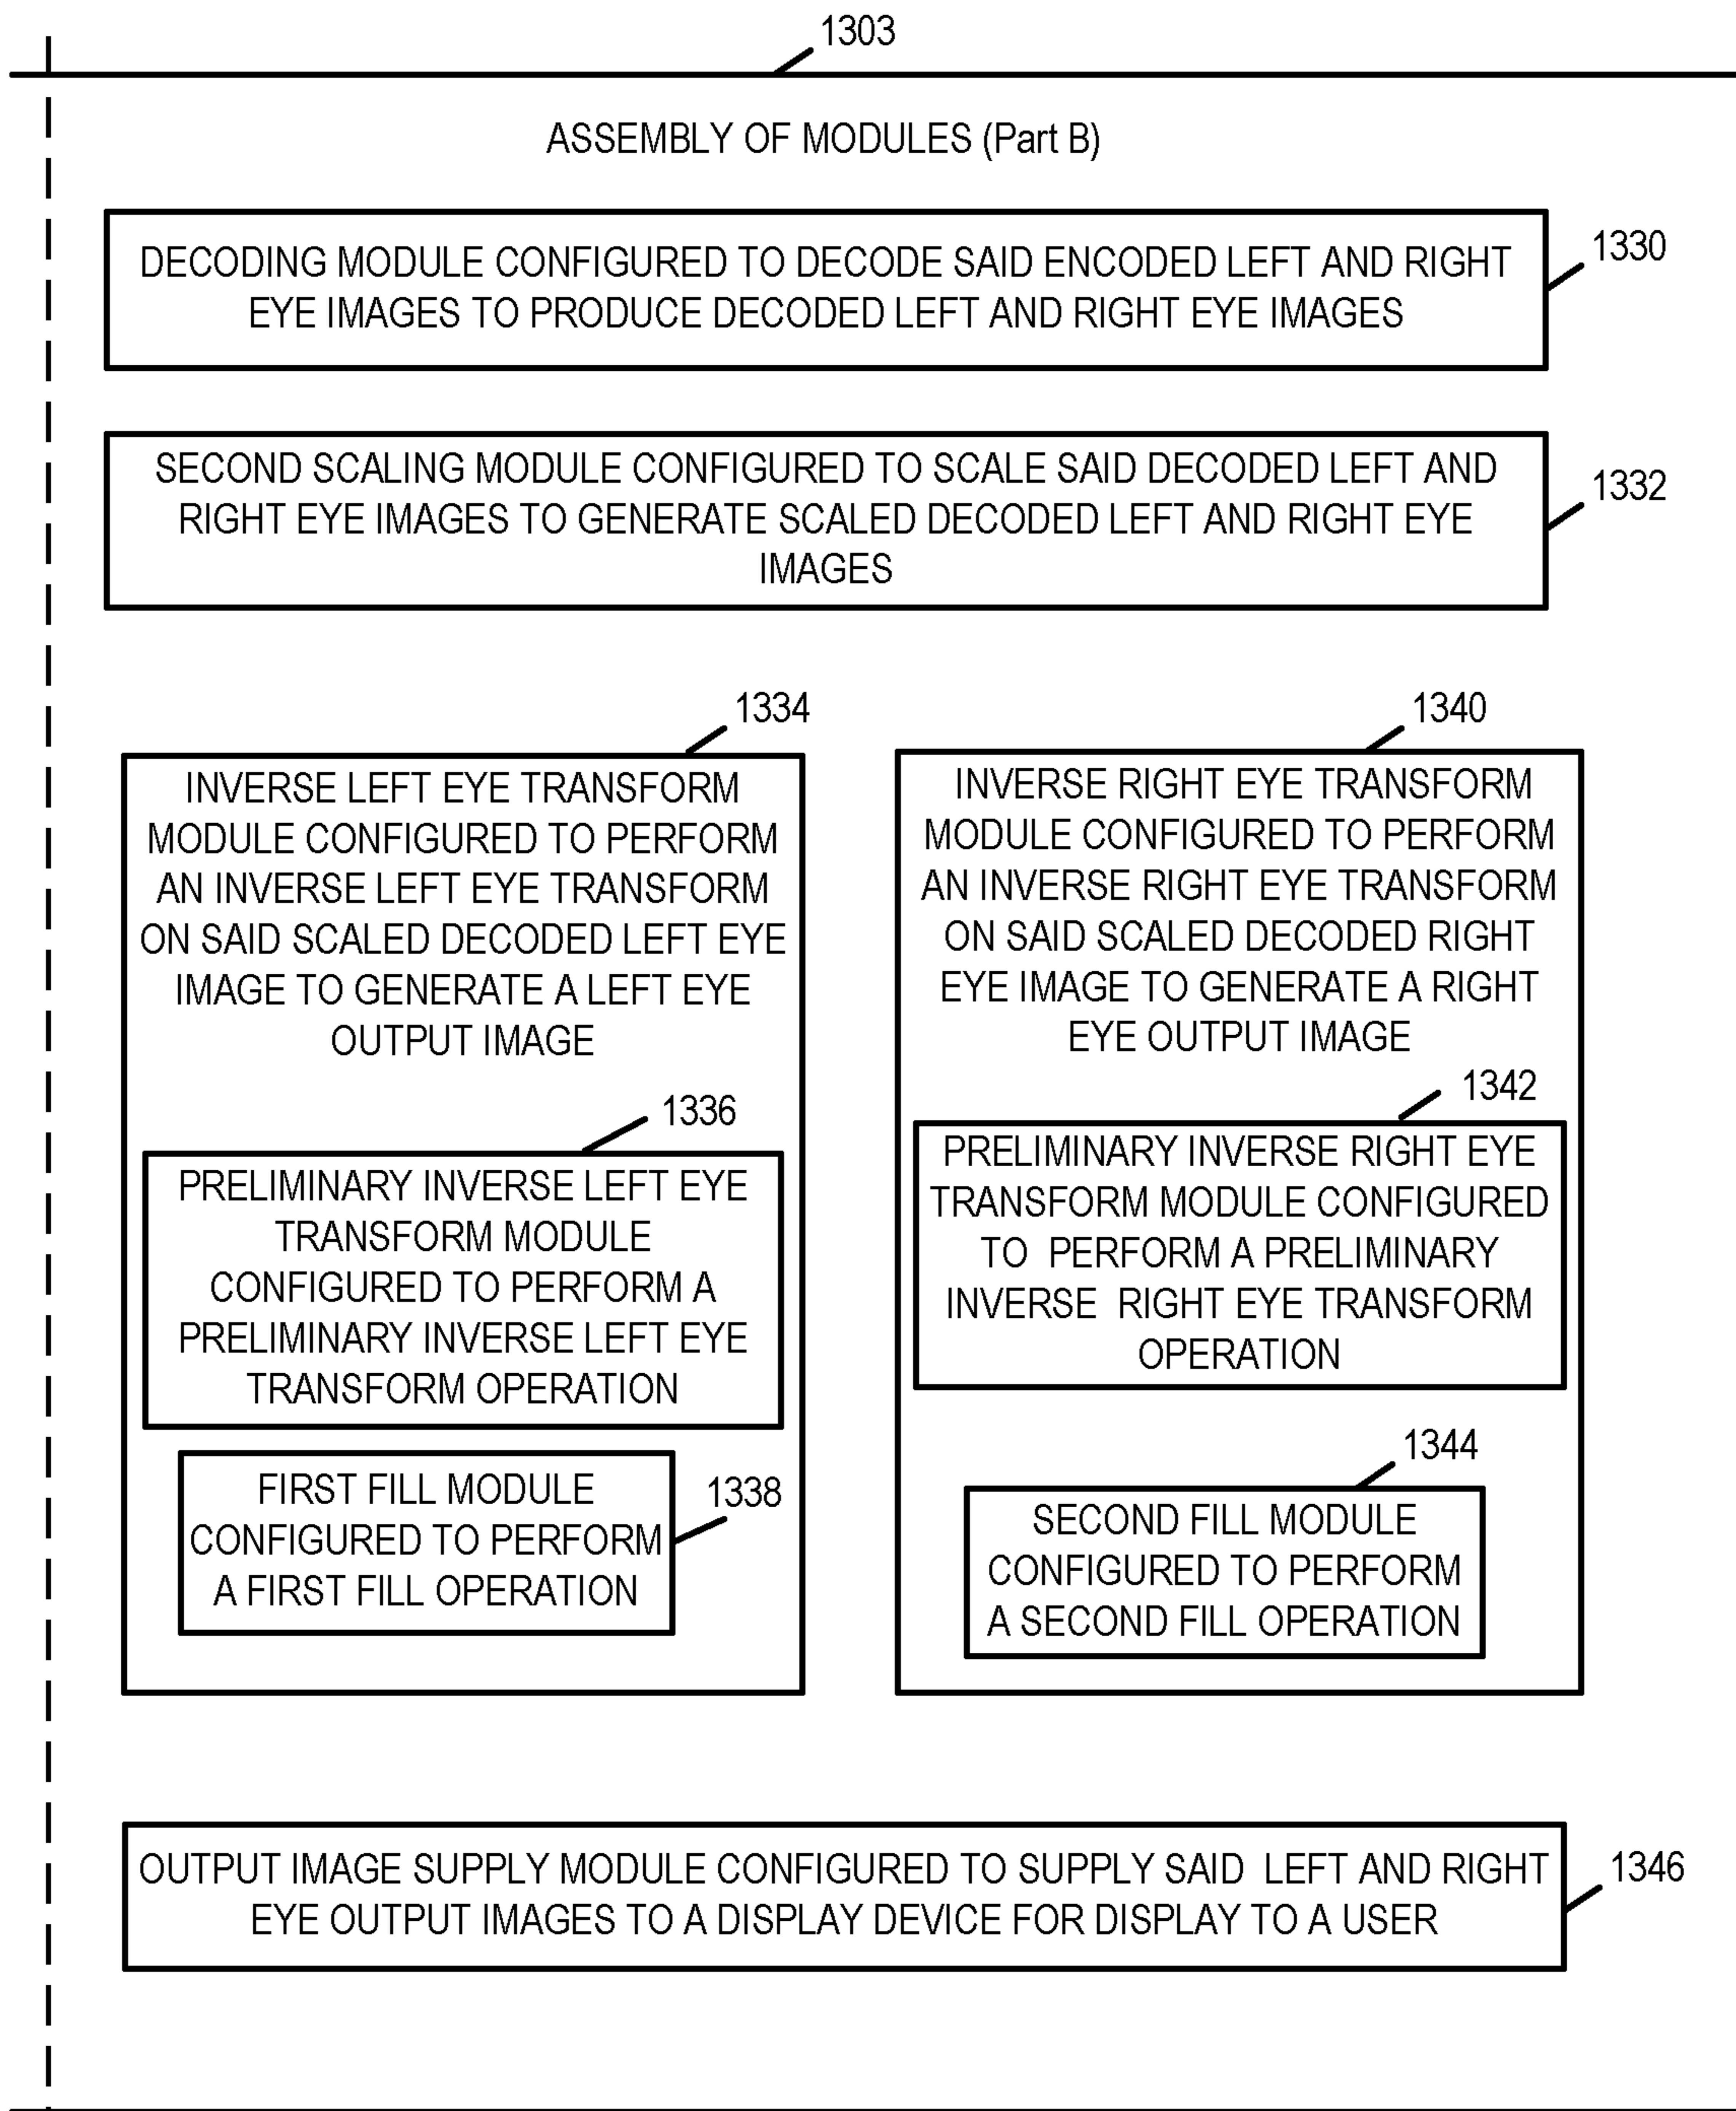 1303
ASSEMBLY OF MODULES (Part B)
DECODING MODULE CONFIGURED TO DECODE SAID ENCODED LEFT AND RIGHT
EYE IMAGES TO PRODUCE DECODED LEFT AND RIGHT EYE IMAGES
1330
SECOND SCALING MODULE CONFIGURED TO SCALE SAID DECODED LEFT AND
RIGHT EYE IMAGES TO GENERATE SCALED DECODED LEFT AND RIGHT EYE
IMAGES
1332
1334
INVERSE LEFT EYE TRANSFORM
MODULE CONFIGURED TO PERFORM
AN INVERSE LEFT EYE TRANSFORM
ON SAID SCALED DECODED LEFT EYE
IMAGE TO GENERATE A LEFT EYE
OUTPUT IMAGE
1336
PRELIMINARY INVERSE LEFT EYE
TRANSFORM MODULE
CONFIGURED TO PERFORM A
PRELIMINARY INVERSE LEFT EYE
TRANSFORM OPERATION
FIRST FILL MODULE
CONFIGURED TO PERFORM
A FIRST FILL OPERATION
1338
1340
INVERSE RIGHT EYE TRANSFORM
MODULE CONFIGURED TO PERFORM
AN INVERSE RIGHT EYE TRANSFORM
ON SAID SCALED DECODED RIGHT
EYE IMAGE TO GENERATE A RIGHT
EYE OUTPUT IMAGE
1342
PRELIMINARY INVERSE RIGHT EYE
TRANSFORM MODULE CONFIGURED
TO PERFORM A PRELIMINARY
INVERSE RIGHT EYE TRANSFORM
OPERATION
1344
SECOND FILL MODULE
CONFIGURED TO PERFORM
A SECOND FILL OPERATION
OUTPUT IMAGE SUPPLY MODULE CONFIGURED TO SUPPLY SAID LEFT AND RIGHT
EYE OUTPUT IMAGES TO A DISPLAY DEVICE FOR DISPLAY TO A USER
1346